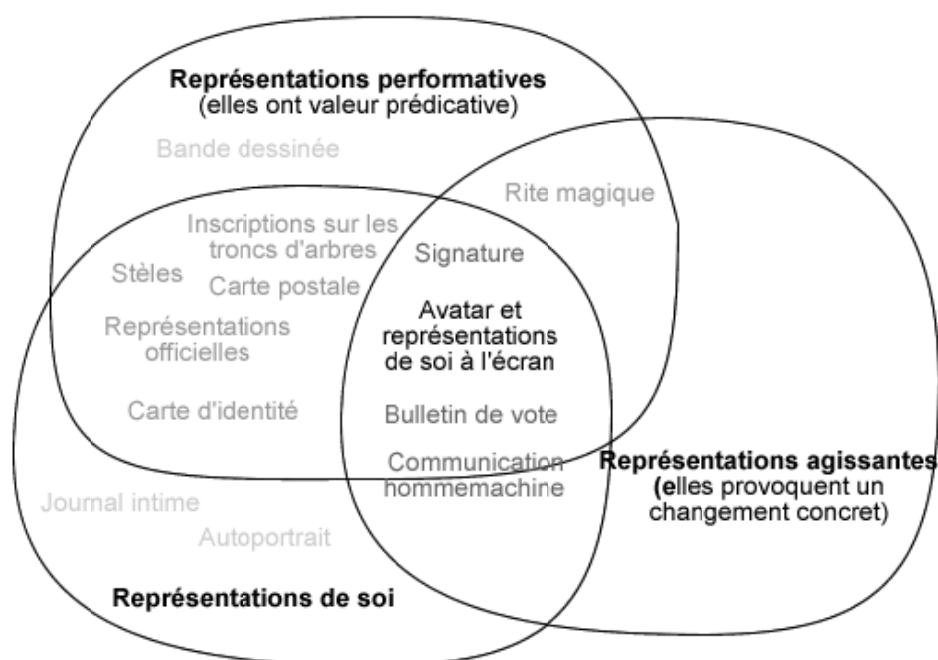 Représentations performatives
(elles ont valeur prédicative)
Bande dessinée
Rite magique
Inscriptions sur les
troncs d'arbres
Signature
Stèles
Carte postale
Avatar et
représentations
de soi à l'écran
Représentations
officielles
Carte d'identité
Bulletin de vote
Communication
hommemachine
Représentations agissantes
(elles provoquent un
changement concret)
Journal intime
Autoportrait
Représentations de soi